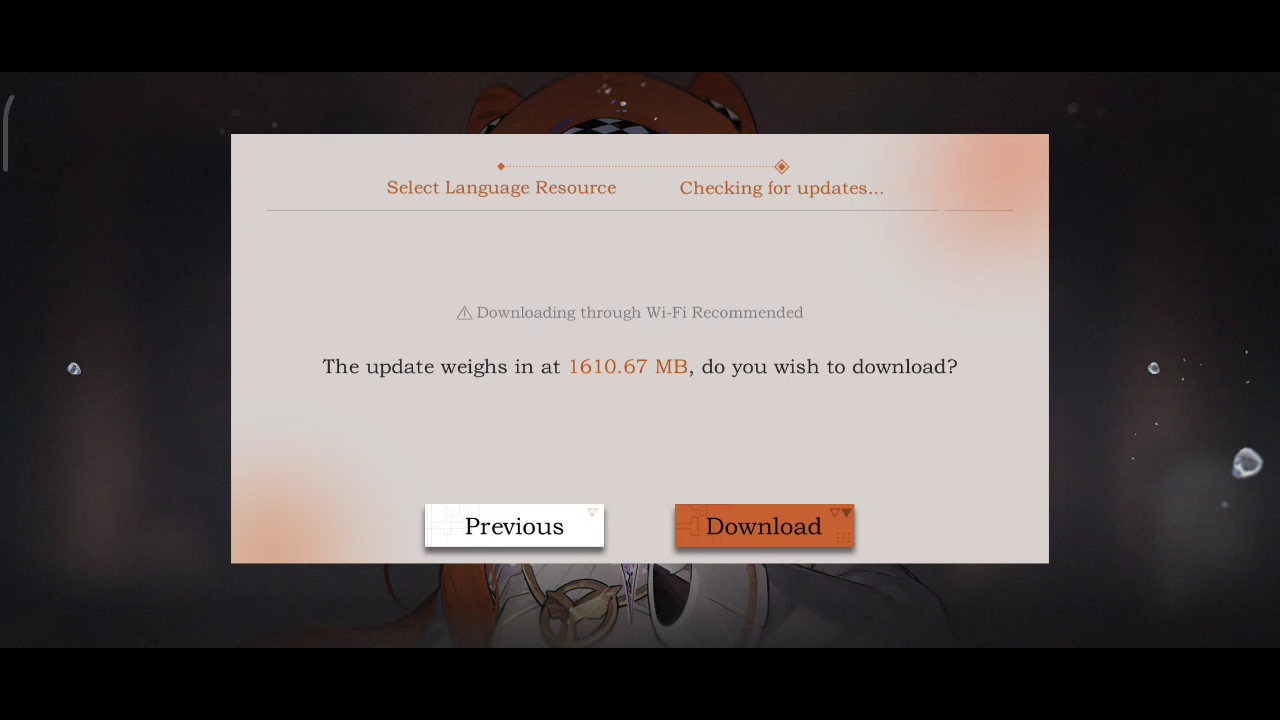 Select Language Resource
Checking for updates...
Downloading through Wi-Fi Recommended
The update weighs in at 1610.67 MB, do you wish to download?
Previous
Download